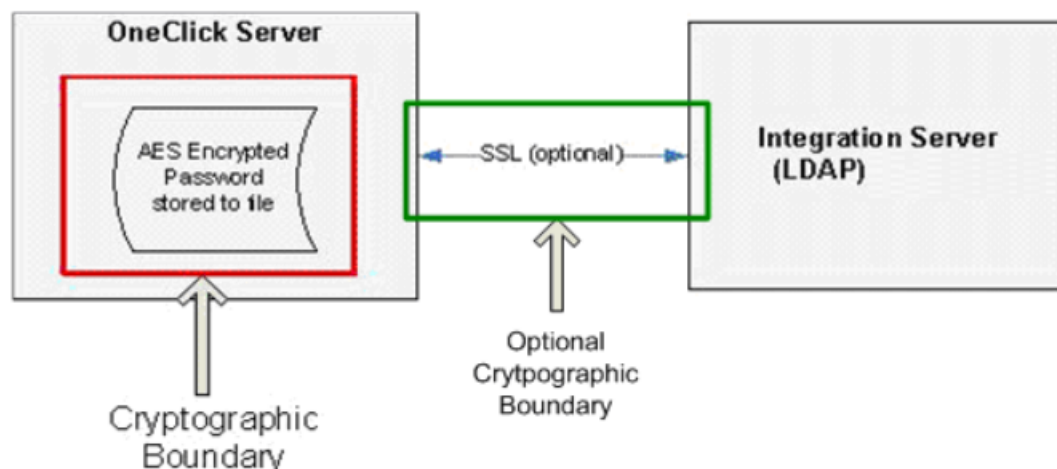 OneClick Server
AES Encrypted
Password
stored to file
SSL (optional)
Integration Server
(LDAP)
Optional
Crytpographic
Boundary
Cryptographic
Boundary